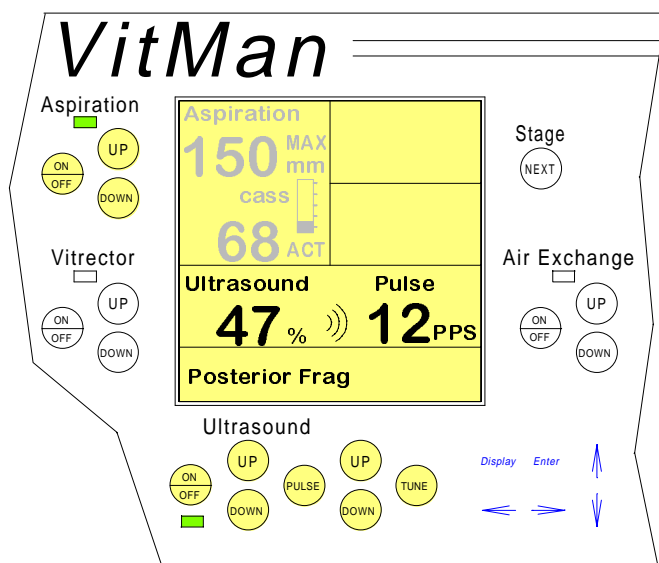 VitMan
Aspiration
UP
ON
OFF
DOWN
Aspiration
150 MAX
mm
cass
68 ACT
Stage
NEXT
Vitrector
UP
ON
OFF
DOWN
Ultrasound Pulse
47 % 12 PPS
Posterior Frag
Air Exchange
UP
ON
OFF
DOWN
Ultrasound
UP UP
ON
OFF
PULSE TUNE
DOWN DOWN
Display Enter